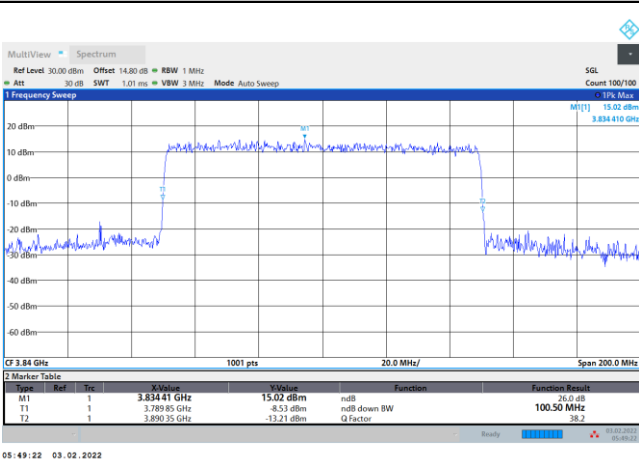 MultiView Spectrum
Ref Level 30.00 dBm Offset 14.80 dB RBW 1 MHz SGL
Att 30 dB SWT 1.01 ms VBW 3 MHz Mode Auto Sweep Count 100/100
1 Frequency Sweep 1Pk Max
M1[1] 15.02 dBm
3.834 410 GHz
M1
20 dBm
10 dBm
0 dBm
T1
-10 dBm
T2
-20 dBm
-30 dBm
-40 dBm
-50 dBm
-60 dBm
CF 3.84 GHz 1001 pts 20.0 MHz/ Span 200.0 MHz
2 Marker Table
Type Ref Trc X-Value Y-Value Function Function Result
M1 1 3.834 41 GHz 15.02 dBm ndB 26.0 dB
T1 1 3.789 85 GHz -8.53 dBm ndB down BW 100.50 MHz
T2 1 3.890 35 GHz -13.21 dBm Q Factor 38.2
Ready 03.02.2022
05:49:22
05:49:22 03.02.2022